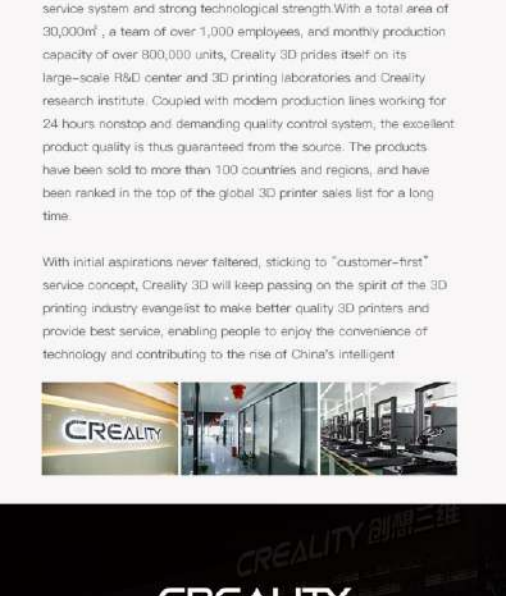 service system and strong technological strength.With a total area of
30,000㎡, a team of over 1,000 employees, and monthly production
capacity of over 800,000 units, Creality 3D prides itself on its
large-scale R&D center and 3D printing laboratories and Creality
research institute. Coupled with modern production lines working for
24 hours nonstop and demanding quality control system, the excellent
product quality is thus guaranteed from the source. The products
have been sold to more than 100 countries and regions, and have
been ranked in the top of the global 3D printer sales list for a long
time.
With initial aspirations never faltered, sticking to "customer-first"
service concept, Creality 3D will keep passing on the spirit of the 3D
printing industry evangelist to make better quality 3D printers and
provide best service, enabling people to enjoy the convenience of
technology and contributing to the rise of China's intelligent
CREALITY
CREALITY 创想三维
CREALITY